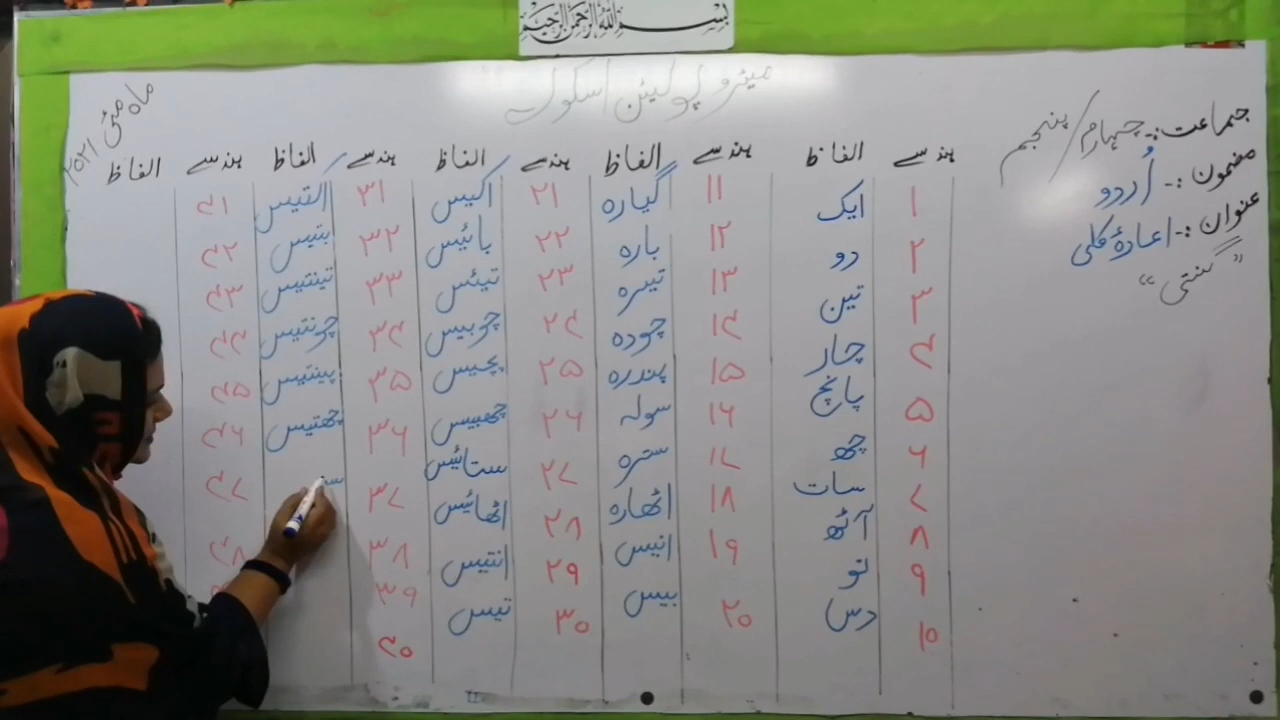 بسم اللہ الرحمن الرحیم
میٹرو پولیٹن اسکول
ماہ مئی ۲۰۲۱
جماعت:- چہارم/پنجم
مضمون:- اُردو
عنوان:- اعادۂ کلی
"گنتی"
ہندسے الفاظ ہندسے الفاظ ہندسے الفاظ ہندسے الفاظ ہندسے الفاظ
۱ ایک ۱۱ گیارہ ۲۱ اکیس ۳۱ اکتیس ۴۱
۲ دو ۱۲ بارہ ۲۲ بائیس ۳۲ بتیس ۴۲
۳ تین ۱۳ تیرہ ۲۳ تیئس ۳۳ تینتیس ۴۳
۴ چار ۱۴ چودہ ۲۴ چوبیس ۳۴ چونتیس ۴۴
۵ پانچ ۱۵ پندرہ ۲۵ پچیس ۳۵ پینتیس ۴۵
۶ چھ ۱۶ سولہ ۲۶ چھبیس ۳۶ چھتیس ۴۶
۷ سات ۱۷ سترہ ۲۷ ستائیس ۳۷ ۴۷
۸ آٹھ ۱۸ اٹھارہ ۲۸ اٹھائیس ۳۸ ۴۸
۹ نو ۱۹ انیس ۲۹ انتیس ۳۹
۱۰ دس ۲۰ بیس ۳۰ تیس ۴۰